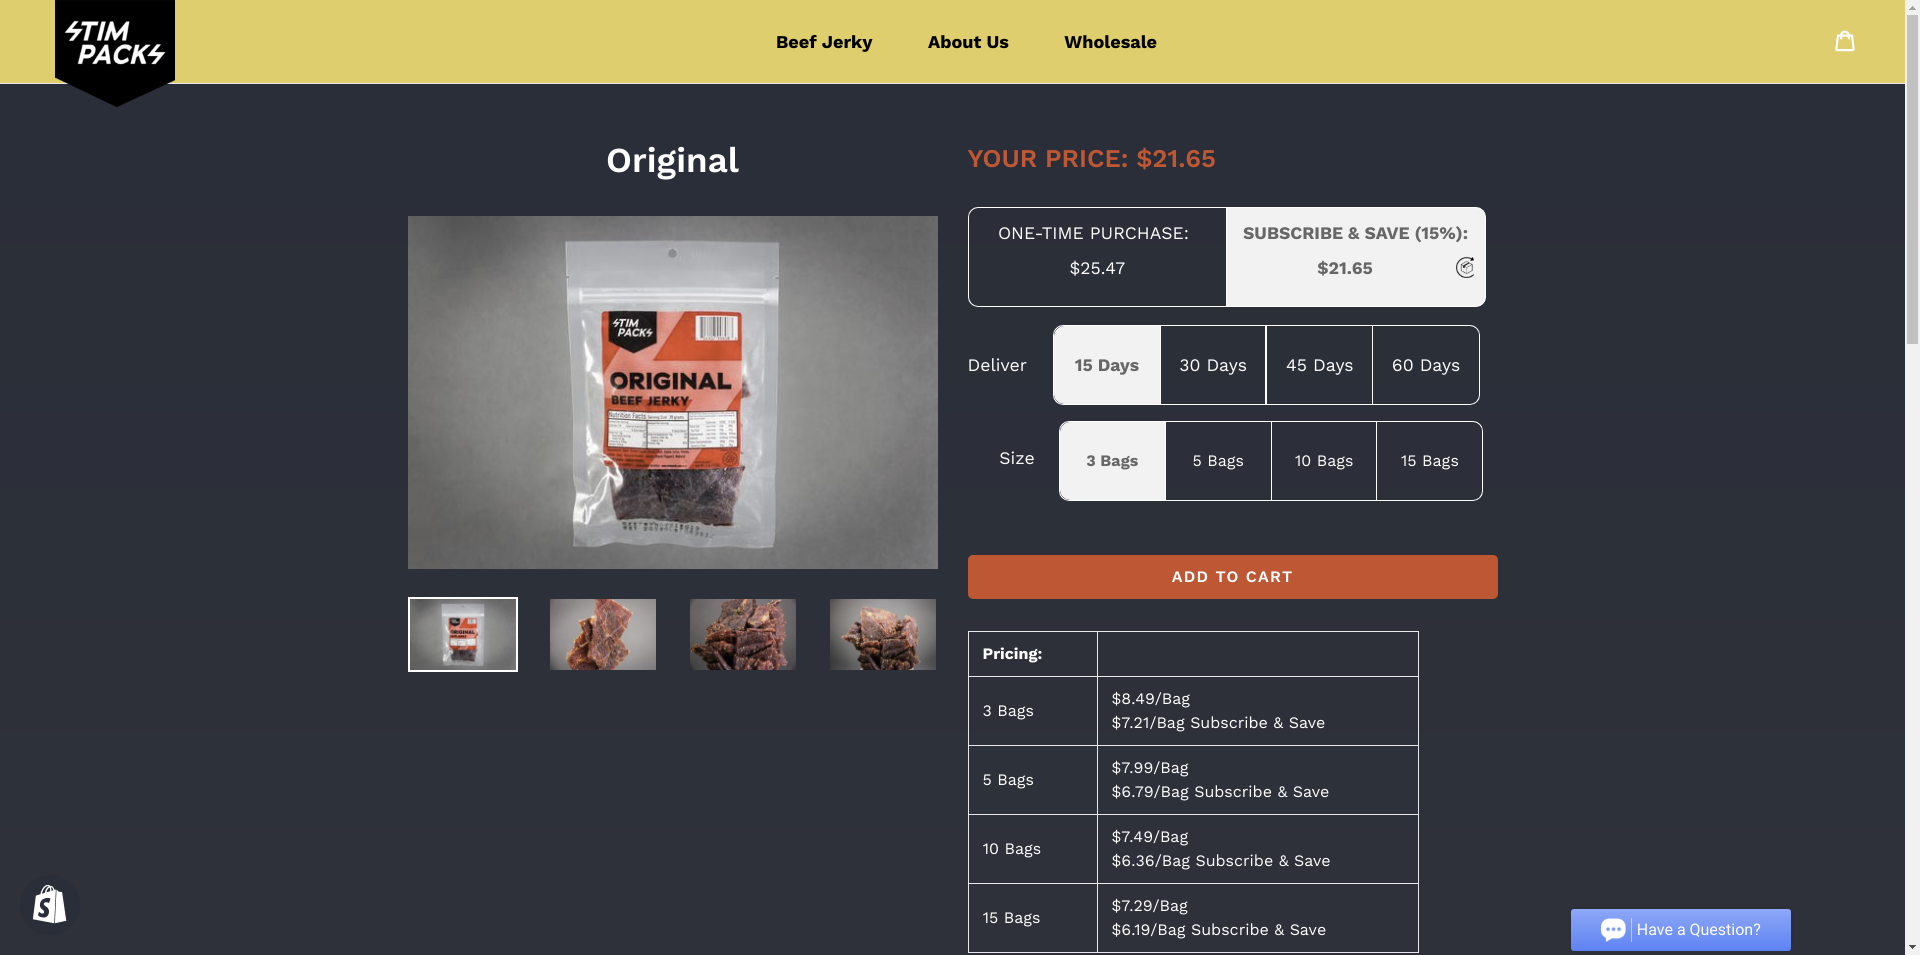 STIM
PACKS
Beef Jerky
About Us
Wholesale
Original
STIM
PACKS
ORIGINAL
BEEF JERKY
Nutrition Facts
ORIGINAL
YOUR PRICE: $21.65
ONE-TIME PURCHASE:
$25.47
SUBSCRIBE & SAVE (15%):
$21.65
Deliver
15 Days
30 Days
45 Days
60 Days
Size
3 Bags
5 Bags
10 Bags
15 Bags
ADD TO CART
Pricing:
3 Bags
$8.49/Bag
$7.21/Bag Subscribe & Save
5 Bags
$7.99/Bag
$6.79/Bag Subscribe & Save
10 Bags
$7.49/Bag
$6.36/Bag Subscribe & Save
15 Bags
$7.29/Bag
$6.19/Bag Subscribe & Save
Have a Question?